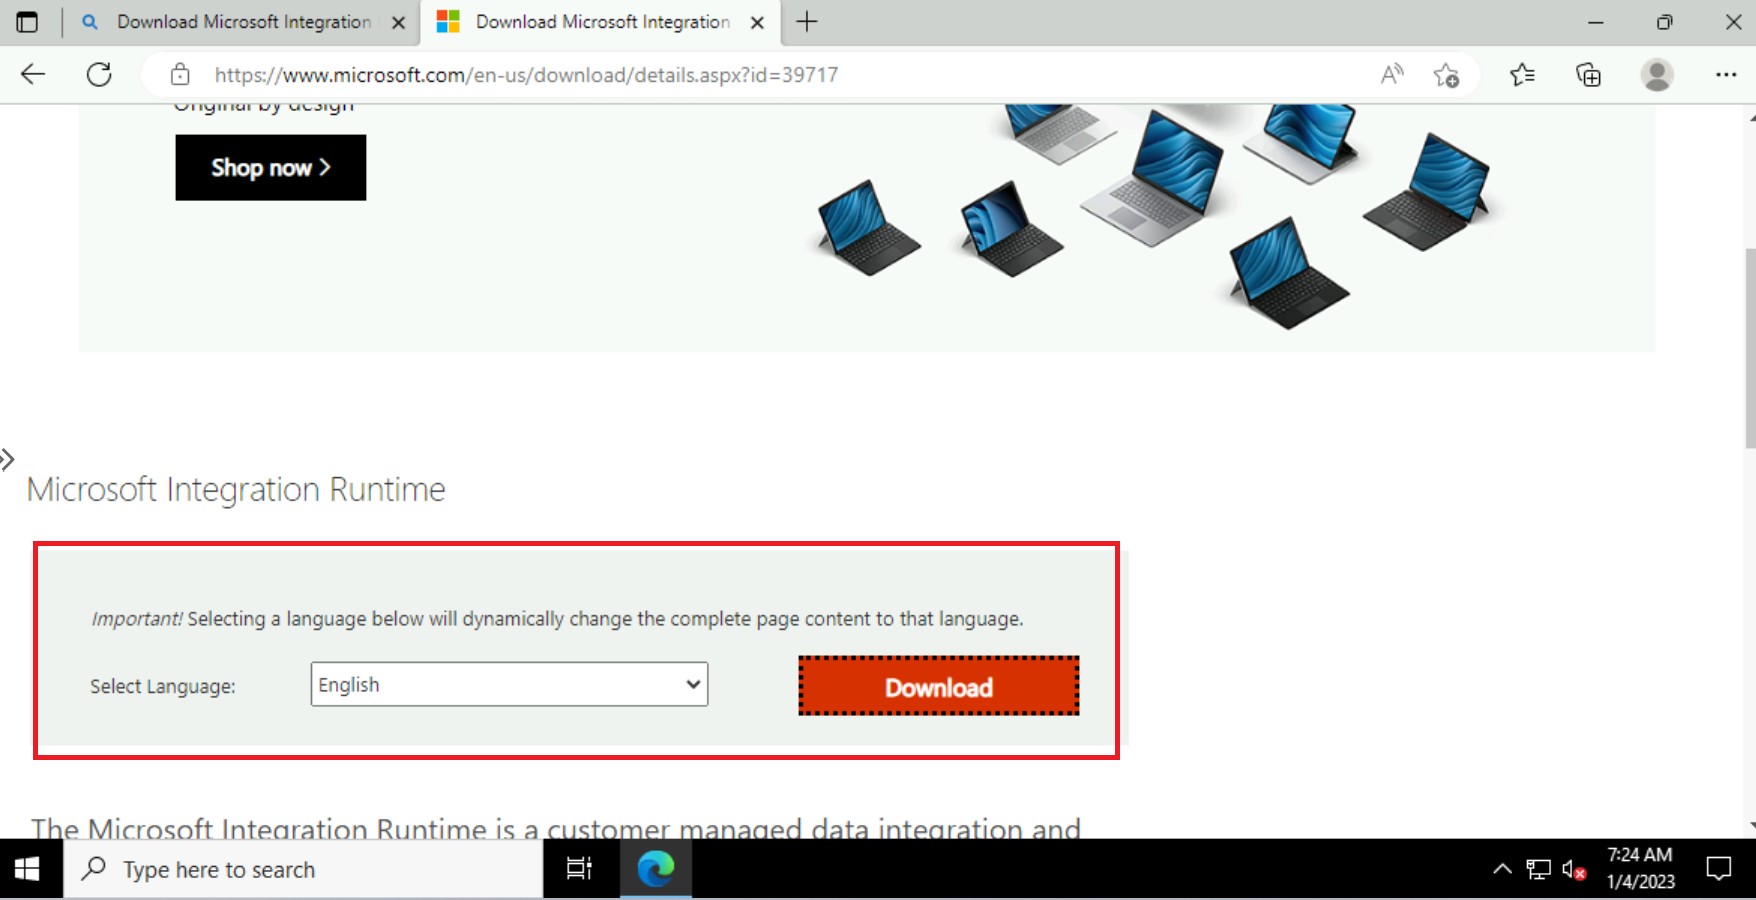 Download Microsoft Integration
Download Microsoft Integration
https://www.microsoft.com/en-us/download/details.aspx?id=39717
Original by design
Shop now >
Microsoft Integration Runtime
Important! Selecting a language below will dynamically change the complete page content to that language.
Select Language:
English
Download
The Microsoft Integration Runtime is a customer managed data integration and
Type here to search
7:24 AM
1/4/2023